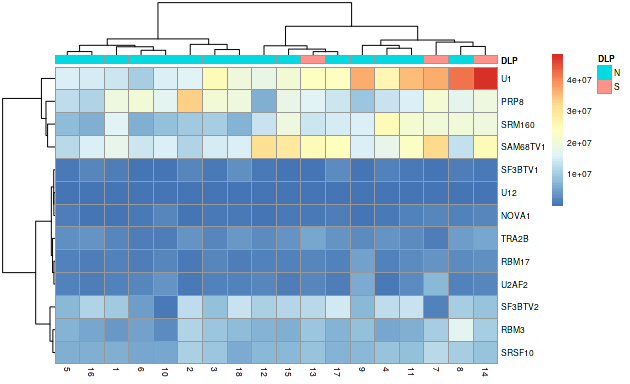 DLP
U1
PRP8
SRM160
SAM68TV1
SF3BTV1
U12
NOVA1
TRA2B
RBM17
U2AF2
SF3BTV2
RBM3
SRSF10
5 16 1 6 10 2 3 18 12 15 13 17 9 4 11 7 8 14
4e+07
3e+07
2e+07
1e+07
DLP
N
S